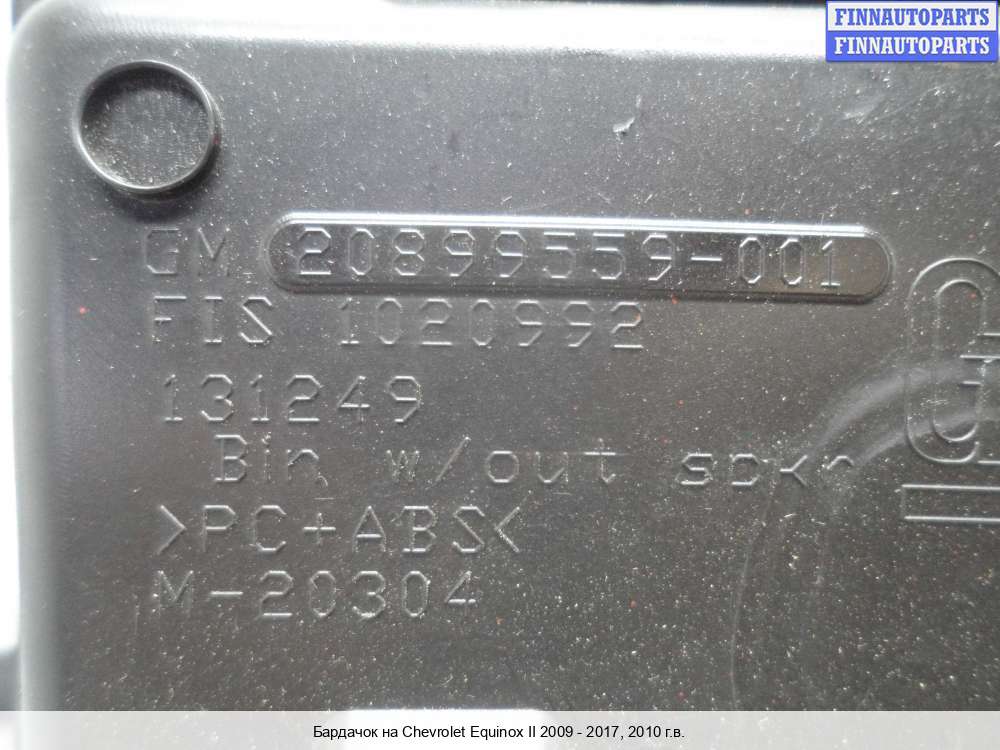 FINNAUTOPARTS
FINNAUTOPARTS
GM 20899559-001
FIS 1020992
131249
Bin w/out spkr
>PC+ABS<
M-20304
Бардачок на Chevrolet Equinox II 2009 - 2017, 2010 г.в.